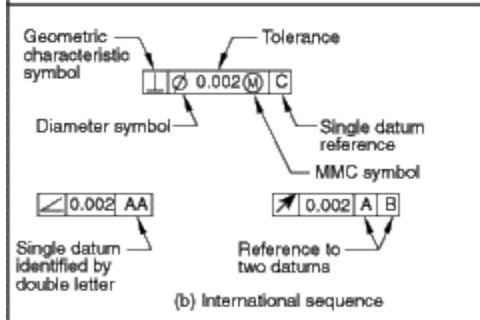 Geometric
characteristic
symbol
Tolerance
⊥ ⌀ 0.002 Ⓜ C
Diameter symbol
Single datum
reference
MMC symbol
∠ 0.002 AA
↗ 0.002 A B
Single datum
identified by
double letter
Reference to
two datums
(b) International sequence